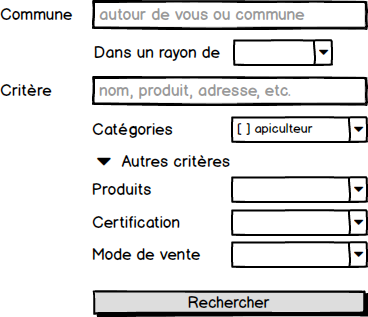 Commune autour de vous ou commune
Dans un rayon de
Critère nom, produit, adresse, etc.
Catégories [ ] apiculteur
Autres critères
Produits
Certification
Mode de vente
Rechercher